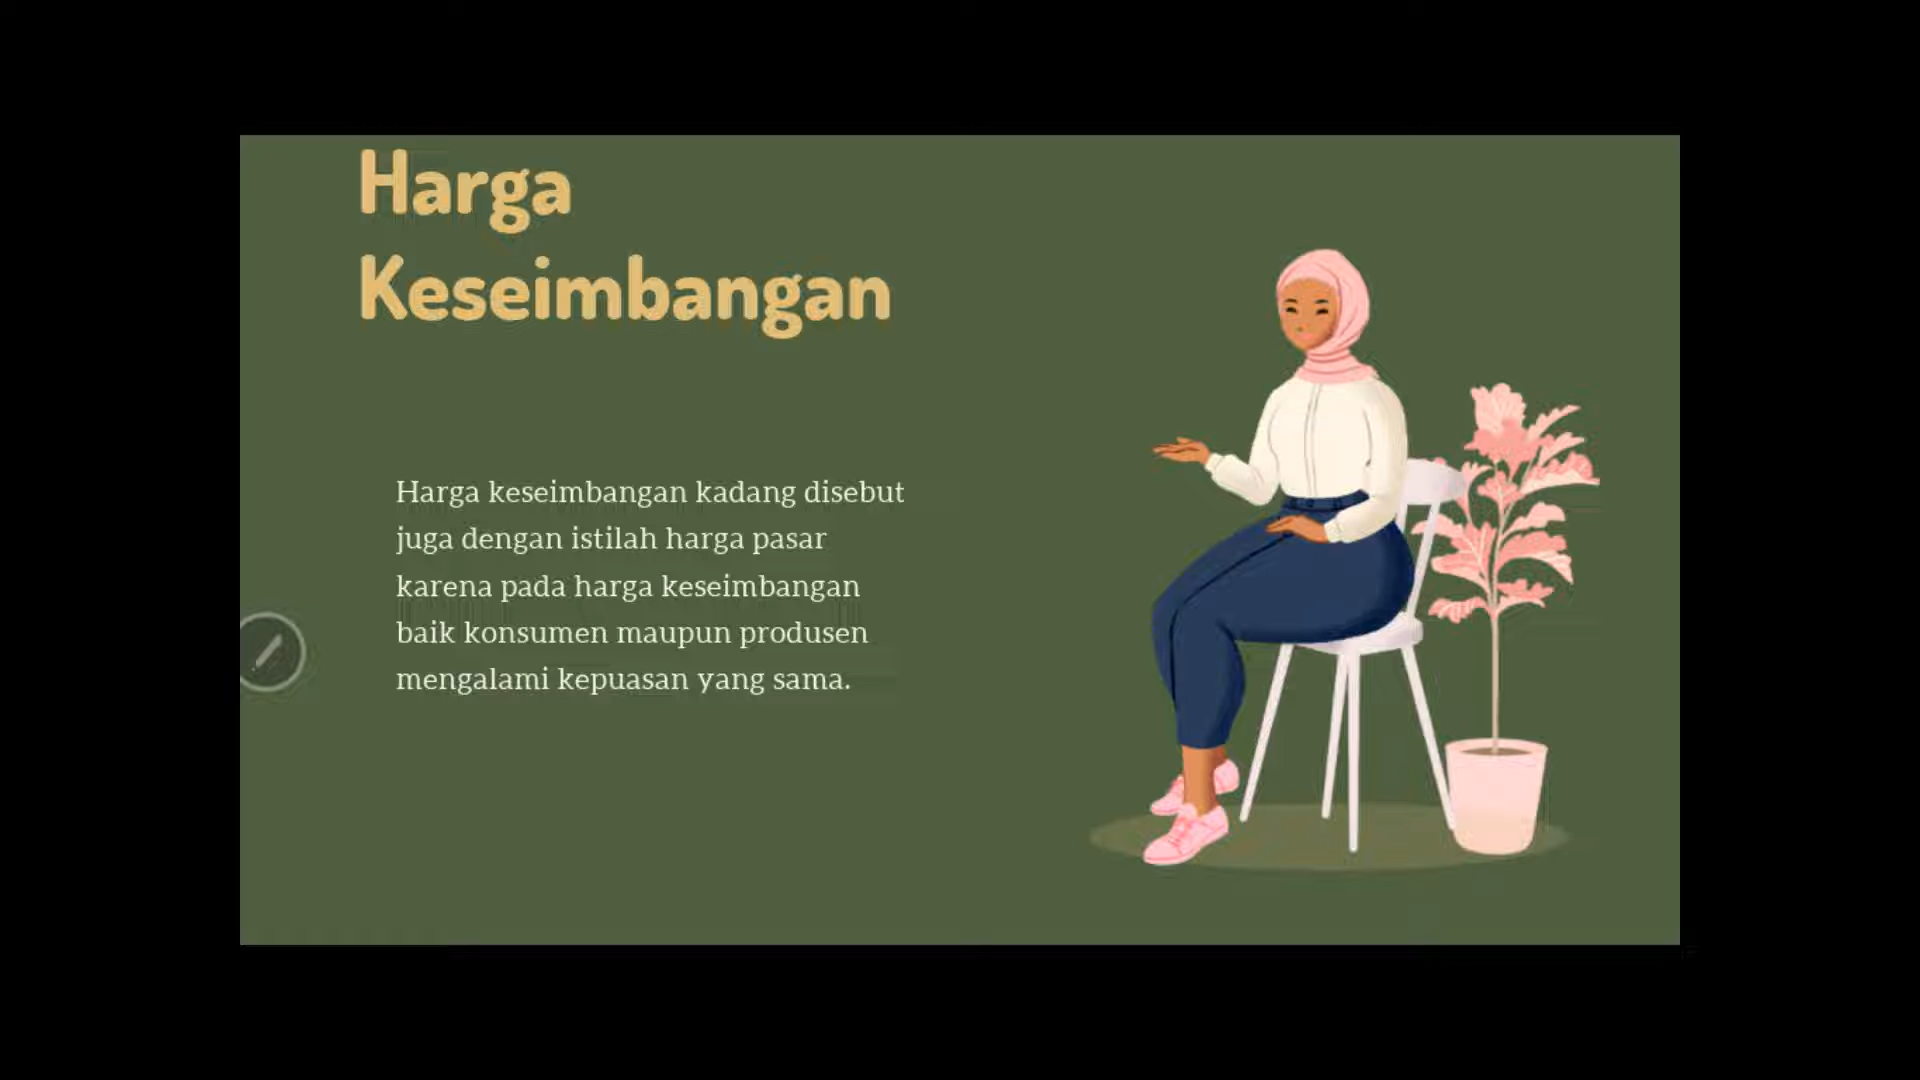 Harga
Keseimbangan
Harga keseimbangan kadang disebut
juga dengan istilah harga pasar
karena pada harga keseimbangan
baik konsumen maupun produsen
mengalami kepuasan yang sama.